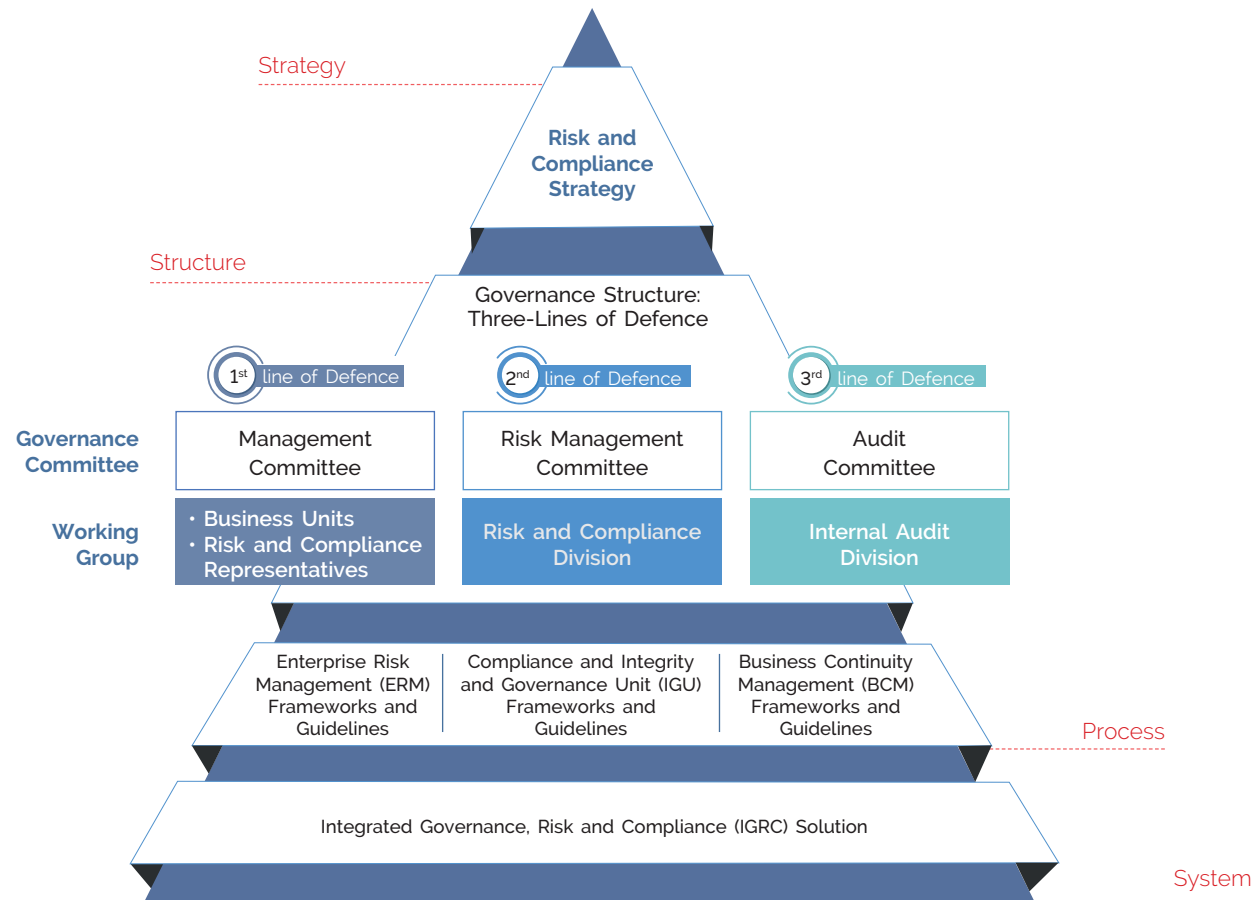 Strategy
Risk and
Compliance
Strategy
Structure
Governance Structure:
Three-Lines of Defence
1st line of Defence
2nd line of Defence
3rd line of Defence
Governance
Committee
Management
Committee
Risk Management
Committee
Audit
Committee
Working
Group
• Business Units
• Risk and Compliance
Representatives
Risk and Compliance
Division
Internal Audit
Division
Enterprise Risk
Management (ERM)
Frameworks and
Guidelines
Compliance and Integrity
and Governance Unit (IGU)
Frameworks and
Guidelines
Business Continuity
Management (BCM)
Frameworks and
Guidelines
Process
Integrated Governance, Risk and Compliance (IGRC) Solution
System